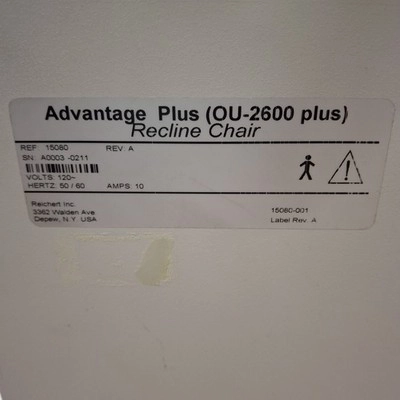 Advantage Plus (OU-2600 plus)
Recline Chair
REF: 15080 REV: A
SN: A0003 -0211
VOLTS: 120~
HERTZ: 50 / 60 AMPS: 10
Reichert Inc.
3362 Walden Ave
Depew, N.Y. USA
15080-001
Label Rev. A